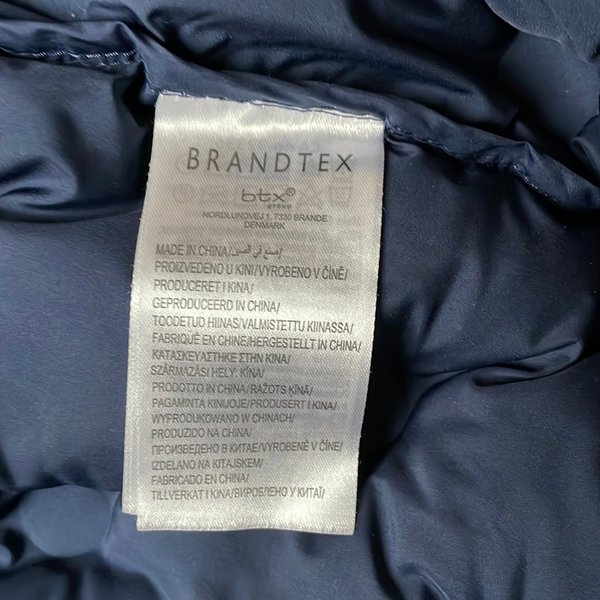 BRANDTEX
btx®
group
NORDLUNDVEJ 1, 7330 BRANDE
DENMARK
MADE IN CHINA/صنع في الصين/
PROIZVEDENO U KINI/VYROBENO V ČÍNĚ/
PRODUCERET I KINA/
GEPRODUCEERD IN CHINA/
TOODETUD HIINAS/VALMISTETTU KIINASSA/
FABRIQUÉ EN CHINE/HERGESTELLT IN CHINA/
ΚΑΤΑΣΚΕΥΑΣΤΗΚΕ ΣΤΗΝ ΚΙΝΑ/
SZÁRMAZÁSI HELY: KÍNA/
PRODOTTO IN CHINA/RAŽOTS ĶĪNĀ/
PAGAMINTA KINIJOJE/PRODUSERT I KINA/
WYPRODUKOWANO W CHINACH/
PRODUZIDO NA CHINA/
ПРОИЗВЕДЕНО В КИТАЕ/VYROBENÉ V ČÍNE/
IZDELANO NA KITAJSKEM/
FABRICADO EN CHINA/
TILLVERKAT I KINA/ВИРОБЛЕНО У КИТАЇ/